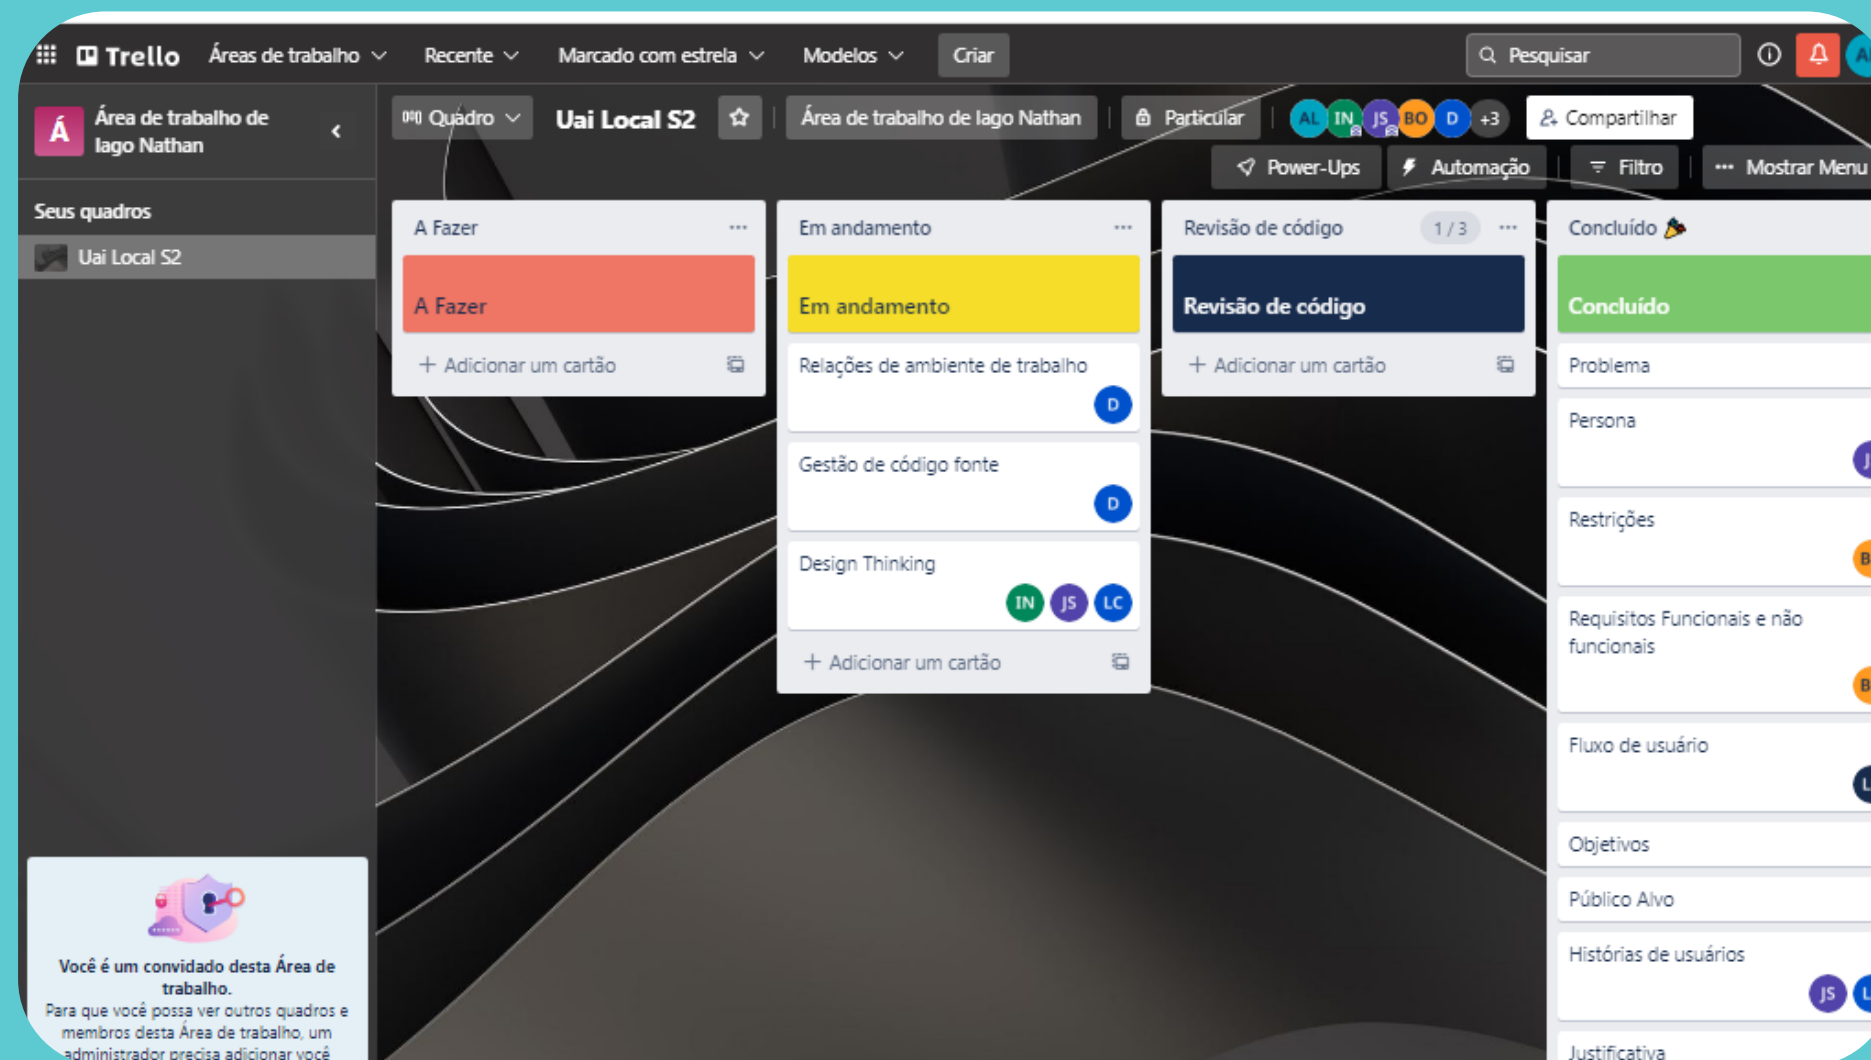 Trello Áreas de trabalho Recente Marcado com estrela Modelos Criar Pesquisar
Á
Área de trabalho de
Iago Nathan
Seus quadros
Uai Local S2
Você é um convidado desta Área de
trabalho.
Para que você possa ver outros quadros e
membros desta Área de trabalho, um
administrador precisa adicionar você
Quadro Uai Local S2 Área de trabalho de Iago Nathan Particular AL IN JS BO D +3 Compartilhar
Power-Ups Automação Filtro Mostrar Menu
A Fazer
A Fazer
+ Adicionar um cartão
Em andamento
Em andamento
Relações de ambiente de trabalho
D
Gestão de código fonte
D
Design Thinking
IN JS LC
+ Adicionar um cartão
Revisão de código 1 / 3
Revisão de código
+ Adicionar um cartão
Concluído
Concluído
Problema
Persona
Restrições
Requisitos Funcionais e não
funcionais
Fluxo de usuário
Objetivos
Público Alvo
Histórias de usuários
JS
Justificativa